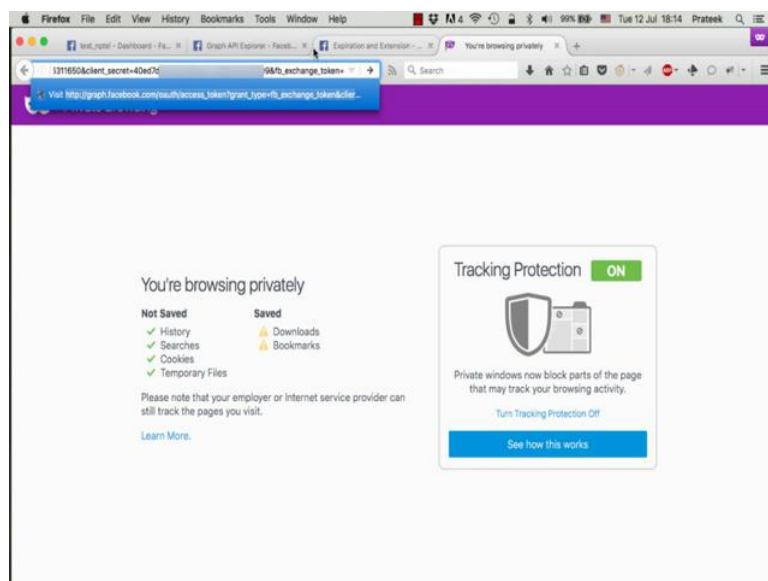 Firefox File Edit View History Bookmarks Tools Window Help 4 99% Tue 12 Jul 18:14 Prateek
test_nptel - Dashboard - Fa... × Graph API Explorer - Faceb... × Expiration and Extension - ... × You're browsing privately × +
5311650&client_secret=40ed7d 9&fb_exchange_token= Search
Visit http://graph.facebook.com/oauth/access_token?grant_type=fb_exchange_token&clier...
You're browsing privately
Not Saved Saved
History Downloads
Searches Bookmarks
Cookies
Temporary Files
Please note that your employer or Internet service provider can
still track the pages you visit.
Learn More.
Tracking Protection ON
Private windows now block parts of the page
that may track your browsing activity.
Turn Tracking Protection Off
See how this works